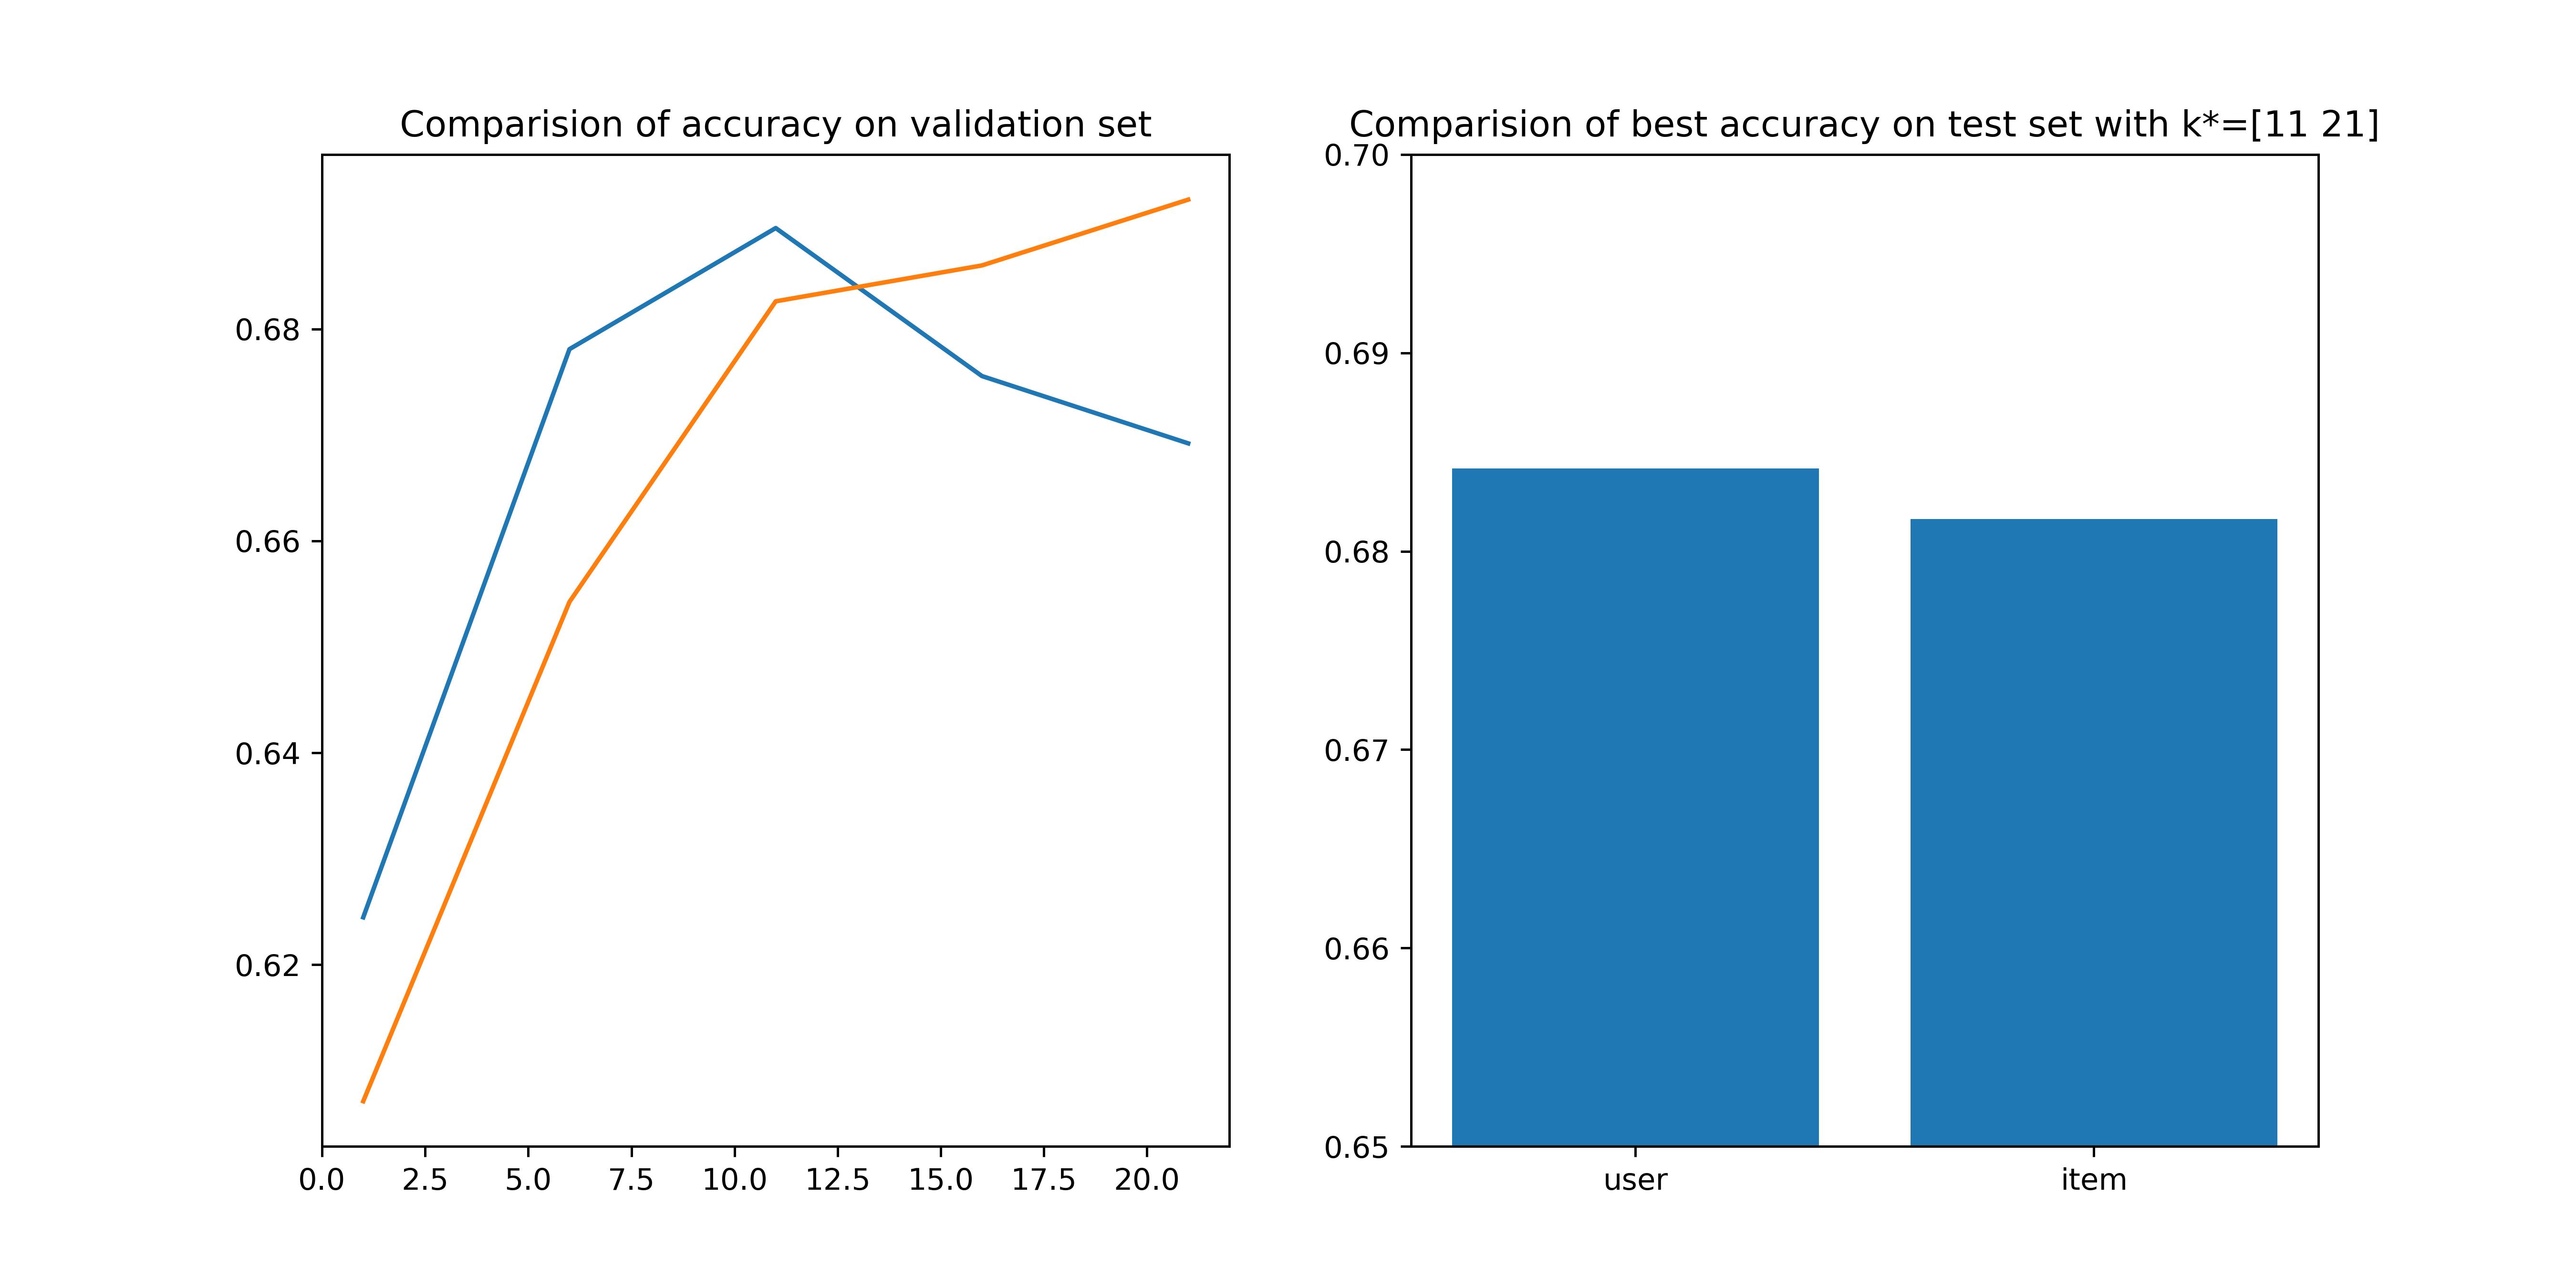 Comparision of accuracy on validation set
0.68
0.66
0.64
0.62
0.0 2.5 5.0 7.5 10.0 12.5 15.0 17.5 20.0
Comparision of best accuracy on test set with k*=[11 21]
0.70
0.69
0.68
0.67
0.66
0.65
user item